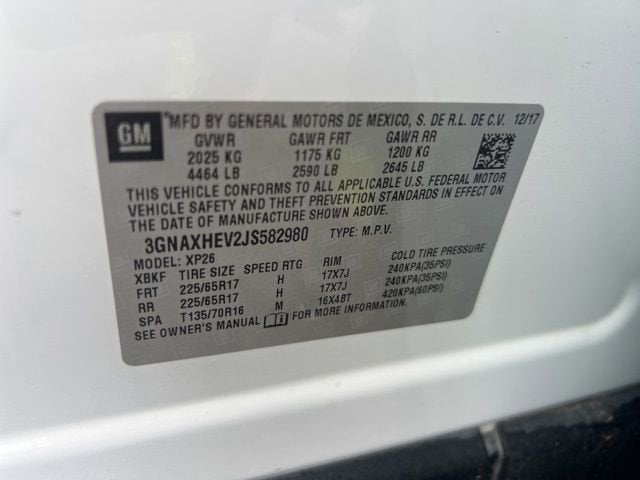 GM
*MFD BY GENERAL MOTORS DE MEXICO, S. DE R.L. DE C.V. 12/17
GVWR GAWR FRT GAWR RR
2025 KG 1175 KG 1200 KG
4464 LB 2590 LB 2645 LB
THIS VEHICLE CONFORMS TO ALL APPLICABLE U.S. FEDERAL MOTOR
VEHICLE SAFETY AND THEFT PREVENTION STANDARDS IN EFFECT ON
THE DATE OF MANUFACTURE SHOWN ABOVE.
3GNAXHEV2JS582980 TYPE: M.P.V.
MODEL: XP26
XBKF TIRE SIZE SPEED RTG RIM COLD TIRE PRESSURE
FRT 225/65R17 H 17X7J 240KPA(35PSI)
RR 225/65R17 H 17X7J 240KPA(35PSI)
SPA T135/70R16 M 16X4BT 420KPA(60PSI)
SEE OWNER'S MANUAL FOR MORE INFORMATION.